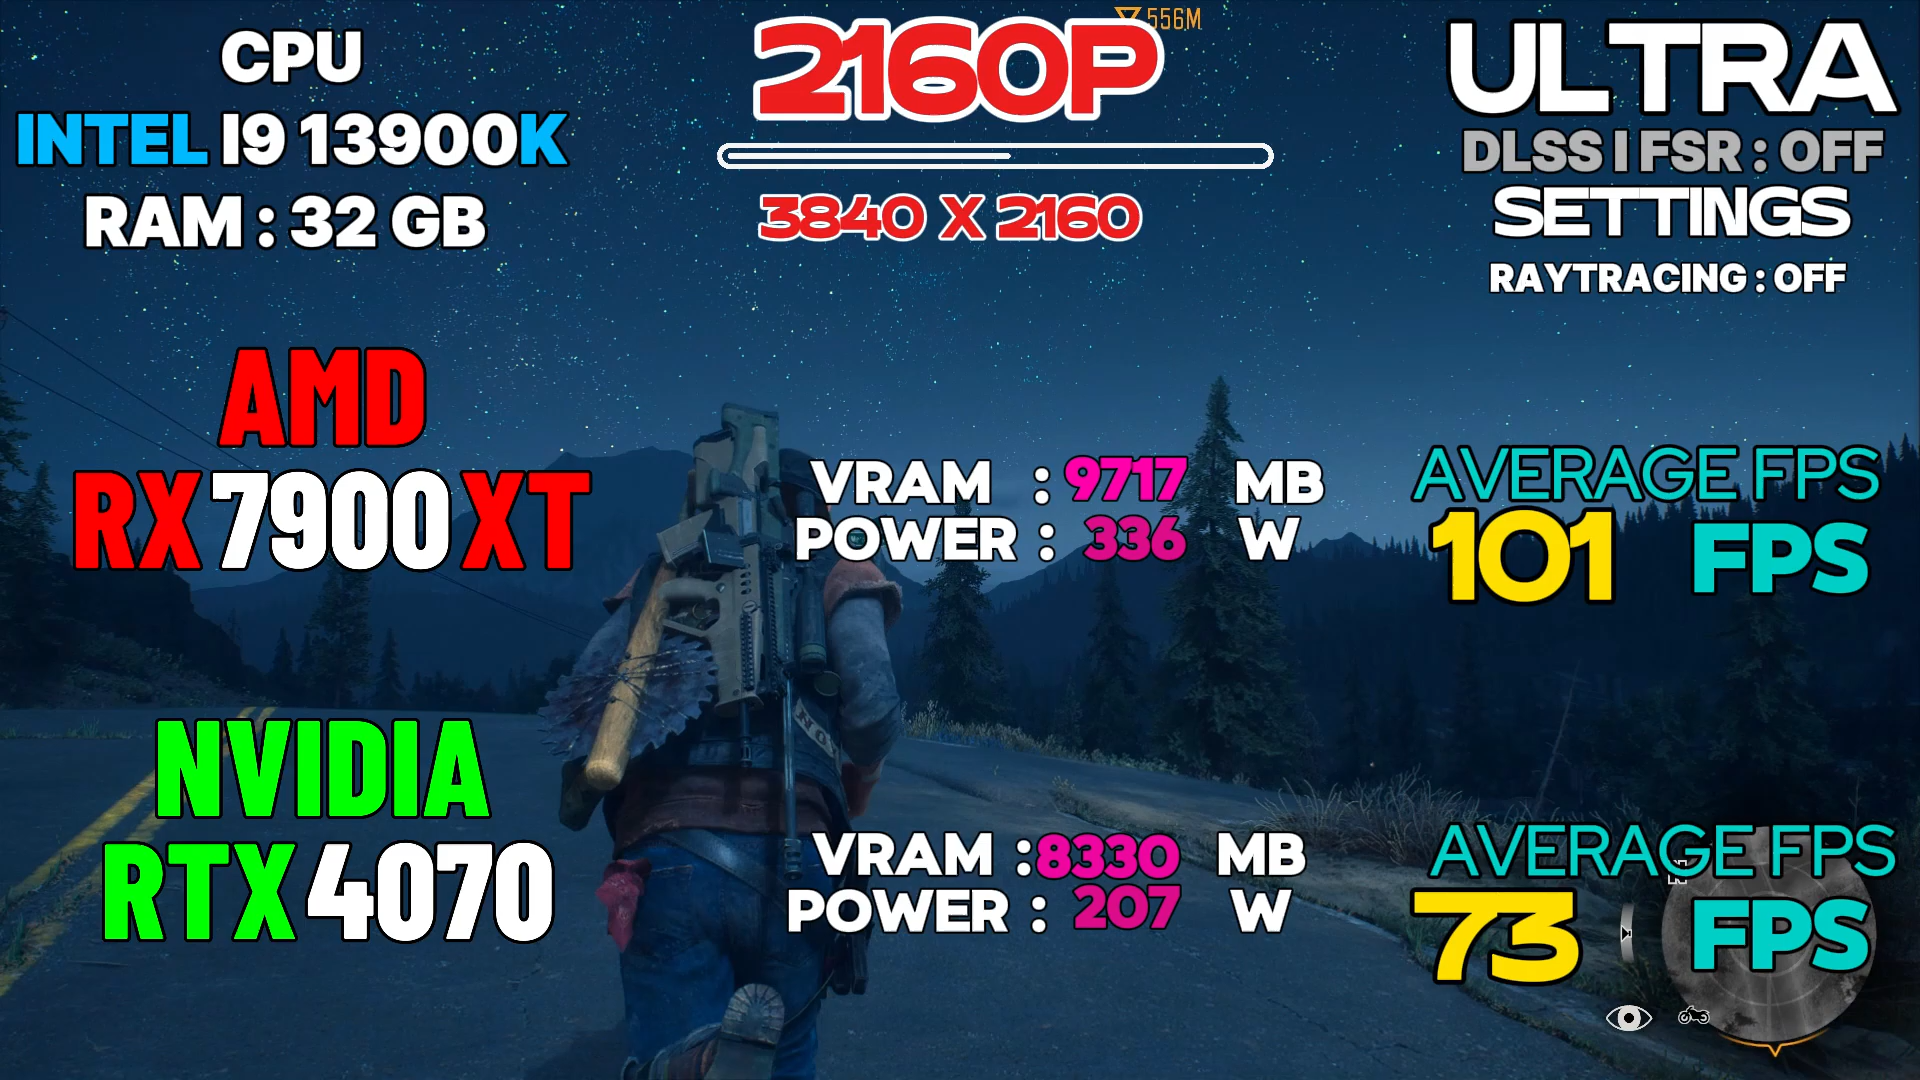 556M
CPU
INTEL I9 13900K
RAM : 32 GB
2160P
3840 X 2160
ULTRA
DLSS | FSR : OFF
SETTINGS
RAYTRACING : OFF
AMD
RX 7900 XT
VRAM : 9717 MB
POWER : 336 W
AVERAGE FPS
101 FPS
NVIDIA
RTX 4070
VRAM : 8330 MB
POWER : 207 W
AVERAGE FPS
73 FPS